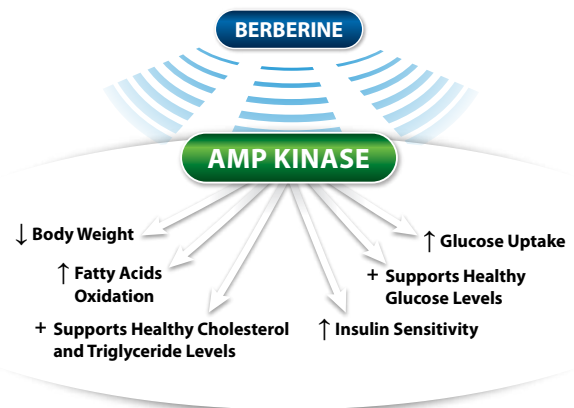 BERBERINE
AMP KINASE
↓ Body Weight
↑ Fatty Acids
Oxidation
+ Supports Healthy Cholesterol
and Triglyceride Levels
↑ Glucose Uptake
+ Supports Healthy
Glucose Levels
↑ Insulin Sensitivity